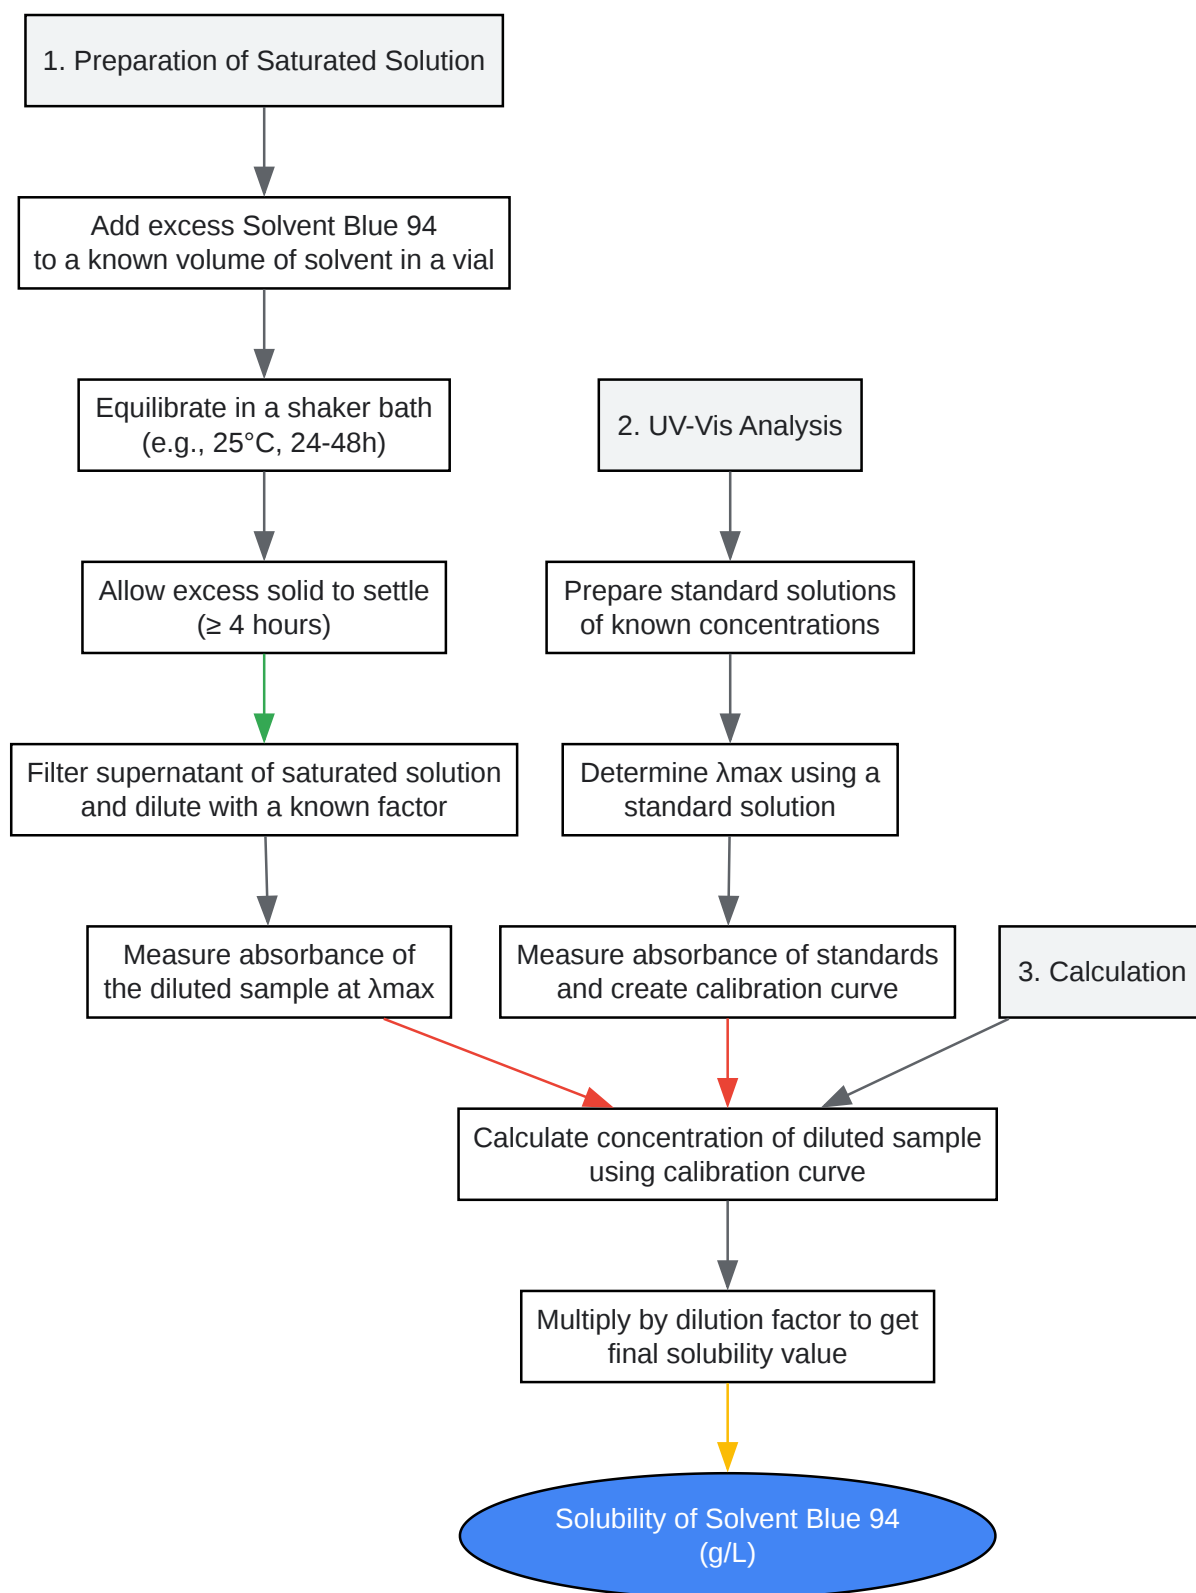 1. Preparation of Saturated Solution
Add excess Solvent Blue 94
to a known volume of solvent in a vial
Equilibrate in a shaker bath
(e.g., 25°C, 24-48h)
2. UV-Vis Analysis
Allow excess solid to settle
(≥ 4 hours)
Prepare standard solutions
of known concentrations
Filter supernatant of saturated solution
and dilute with a known factor
Determine λmax using a
standard solution
Measure absorbance of
the diluted sample at λmax
Measure absorbance of standards
and create calibration curve
3. Calculation
Calculate concentration of diluted sample
using calibration curve
Multiply by dilution factor to get
final solubility value
Solubility of Solvent Blue 94
(g/L)